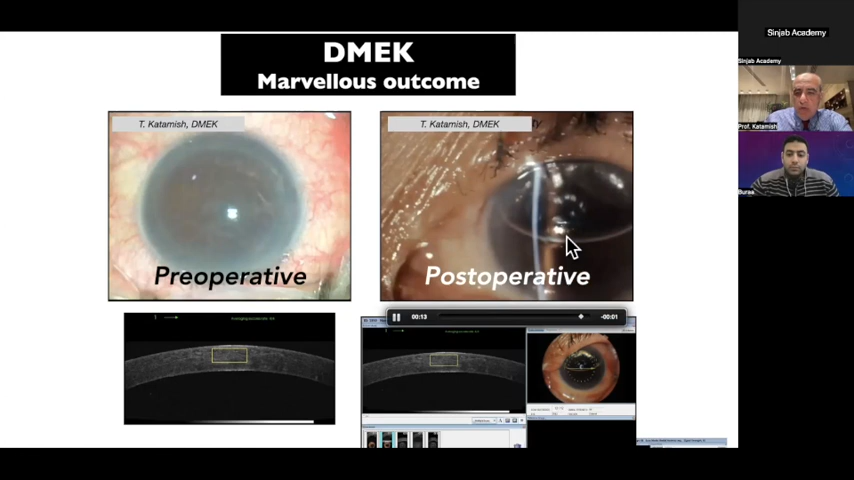 Sinjab Academy
DMEK
Marvellous outcome
Sinjab Academy
T. Katamish, DMEK
T. Katamish, DMEK
Prof. Katamish
Buraa
Preoperative
Postoperative
00:13
-00:01